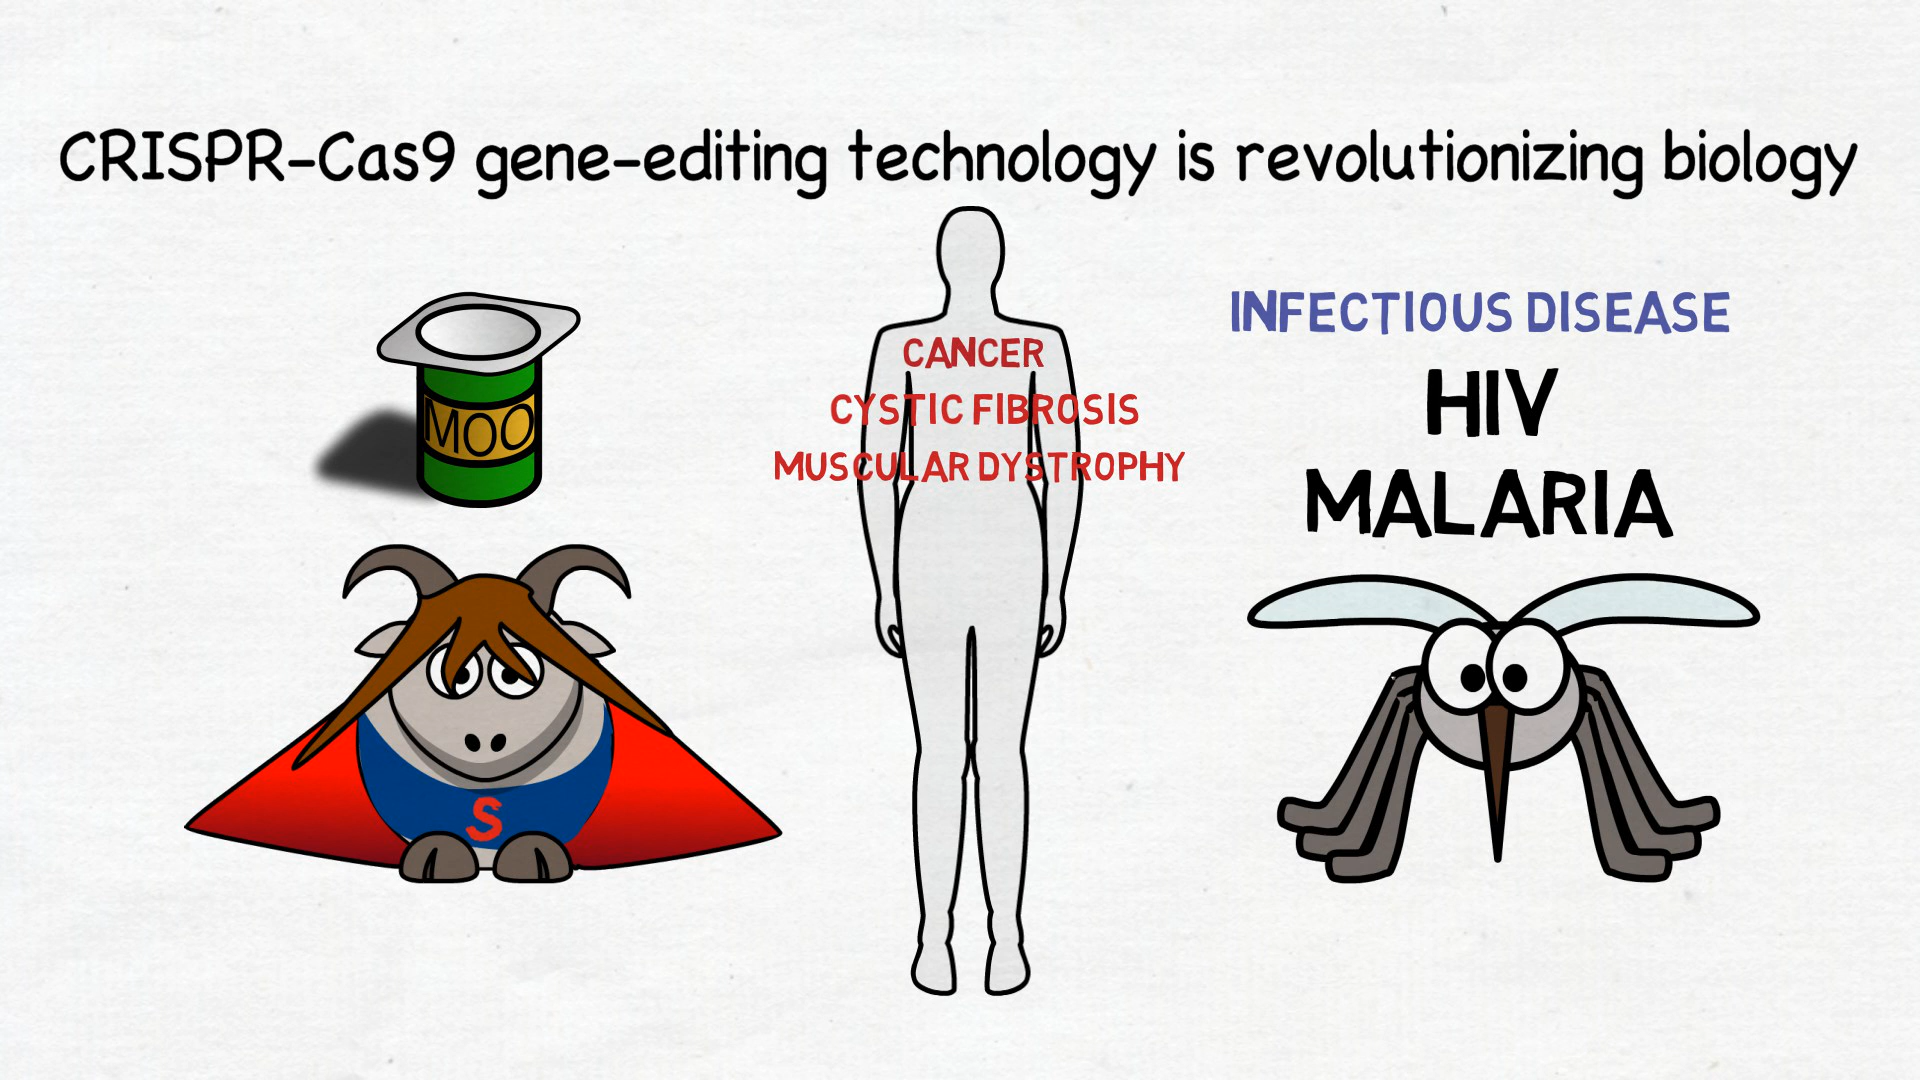 CRISPR-Cas9 gene-editing technology is revolutionizing biology
MOO
S
CANCER
CYSTIC FIBROSIS
MUSCULAR DYSTROPHY
INFECTIOUS DISEASE
HIV
MALARIA